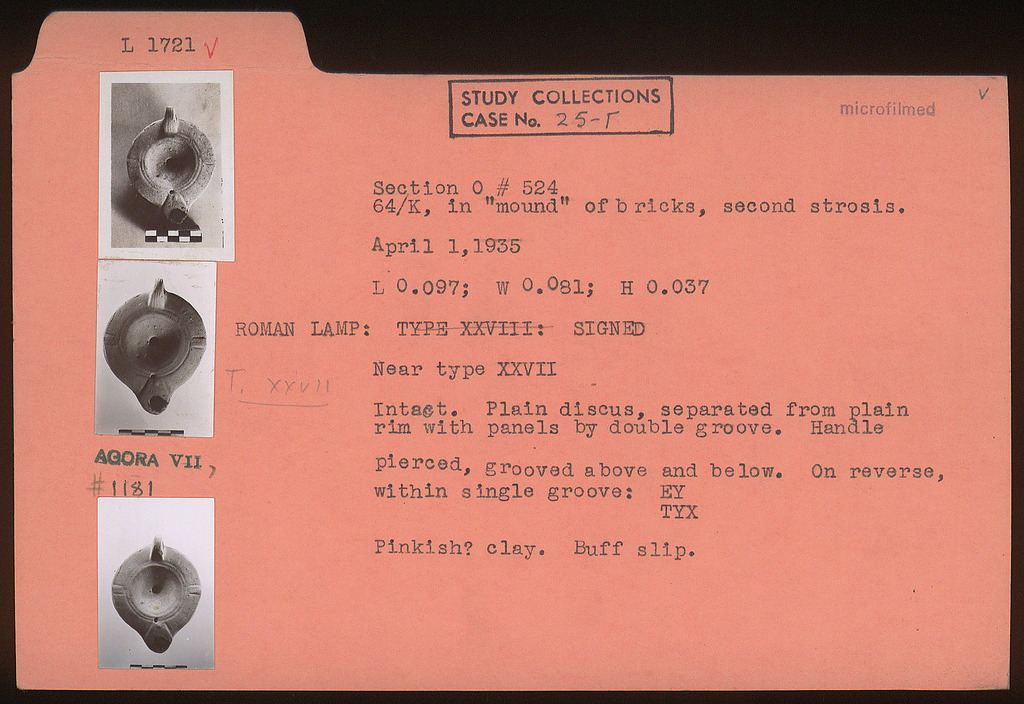 L 1721 √
STUDY COLLECTIONS
CASE No. 25-Γ
microfilmed
√
Section O # 524
64/K, in "mound" of bricks, second strosis.
April 1,1935
L 0.097; W 0.081; H 0.037
ROMAN LAMP: TYPE XXVIII: SIGNED
Near type XXVII
T. XXVII
Intact. Plain discus, separated from plain
rim with panels by double groove. Handle
pierced, grooved above and below. On reverse,
within single groove: EY
TYX
Pinkish? clay. Buff slip.
AGORA VII,
# 1181